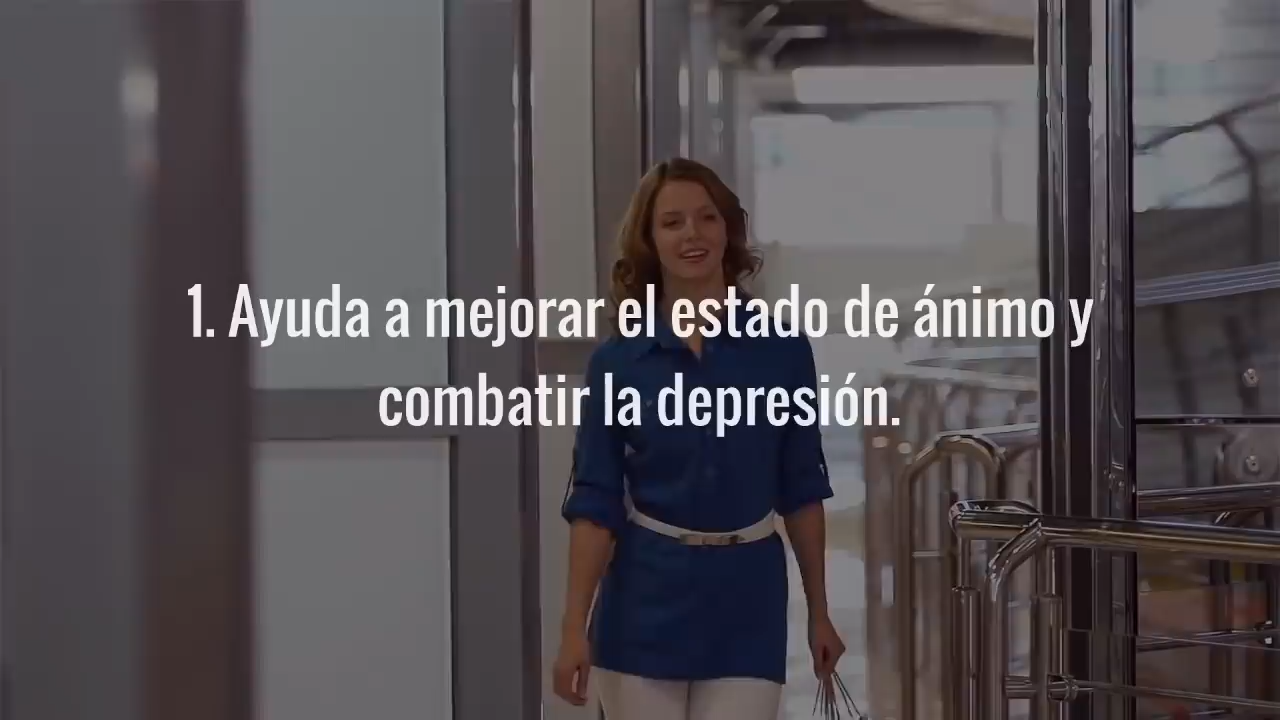 1. Ayuda a mejorar el estado de ánimo y
combatir la depresión.